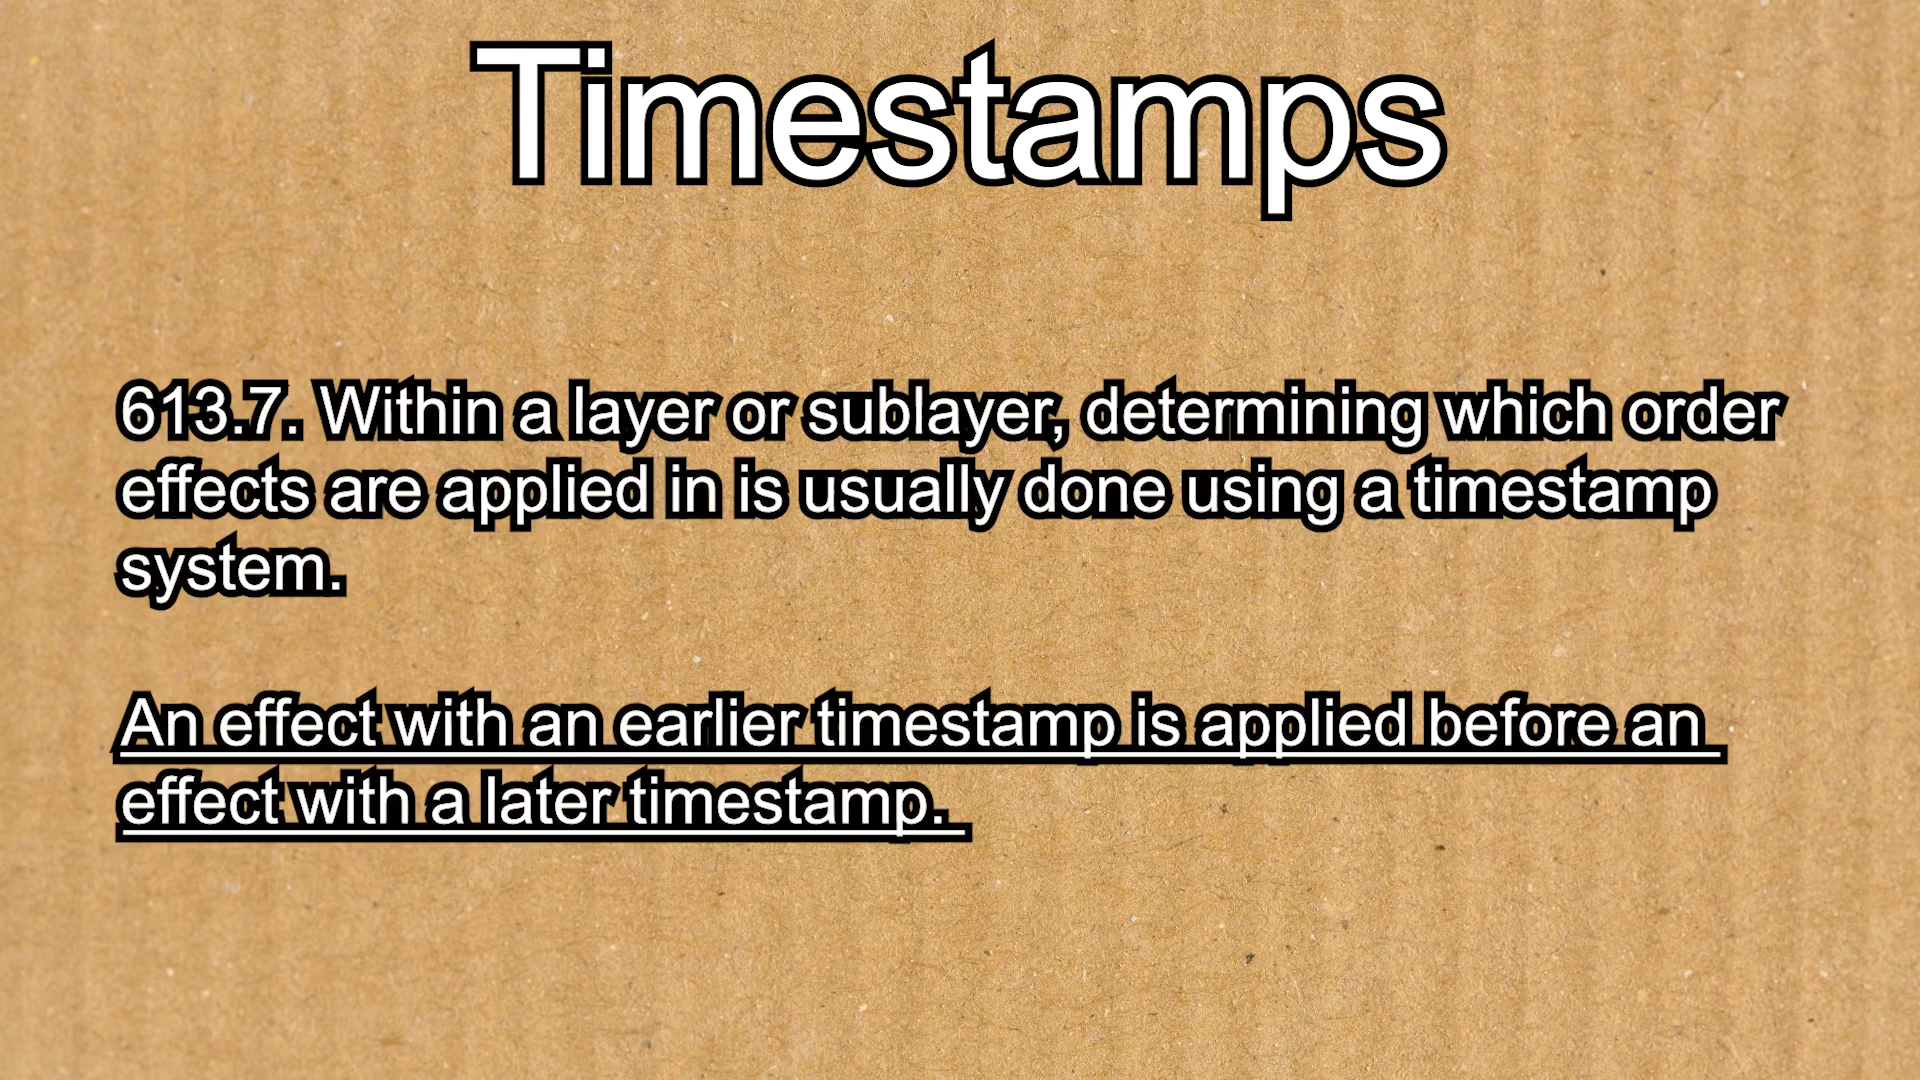 Timestamps
613.7. Within a layer or sublayer, determining which order
effects are applied in is usually done using a timestamp
system.
An effect with an earlier timestamp is applied before an
effect with a later timestamp.